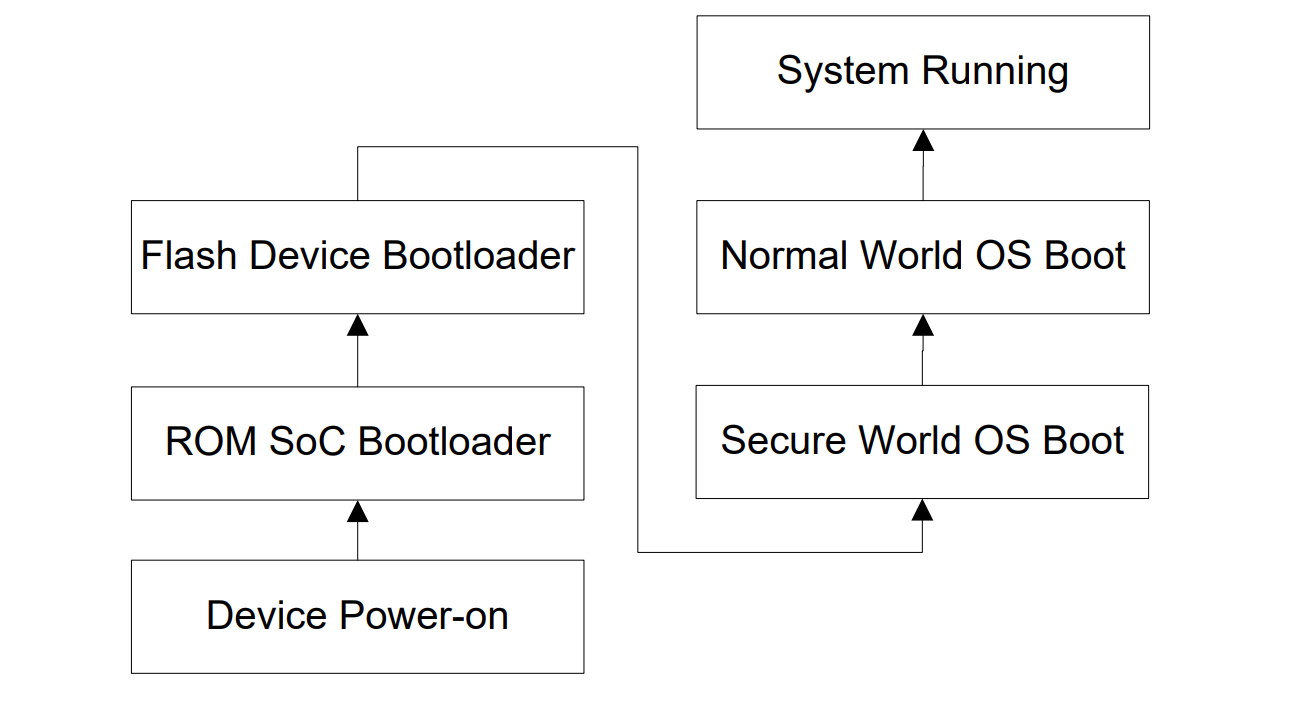 System Running
Flash Device Bootloader
Normal World OS Boot
ROM SoC Bootloader
Secure World OS Boot
Device Power-on